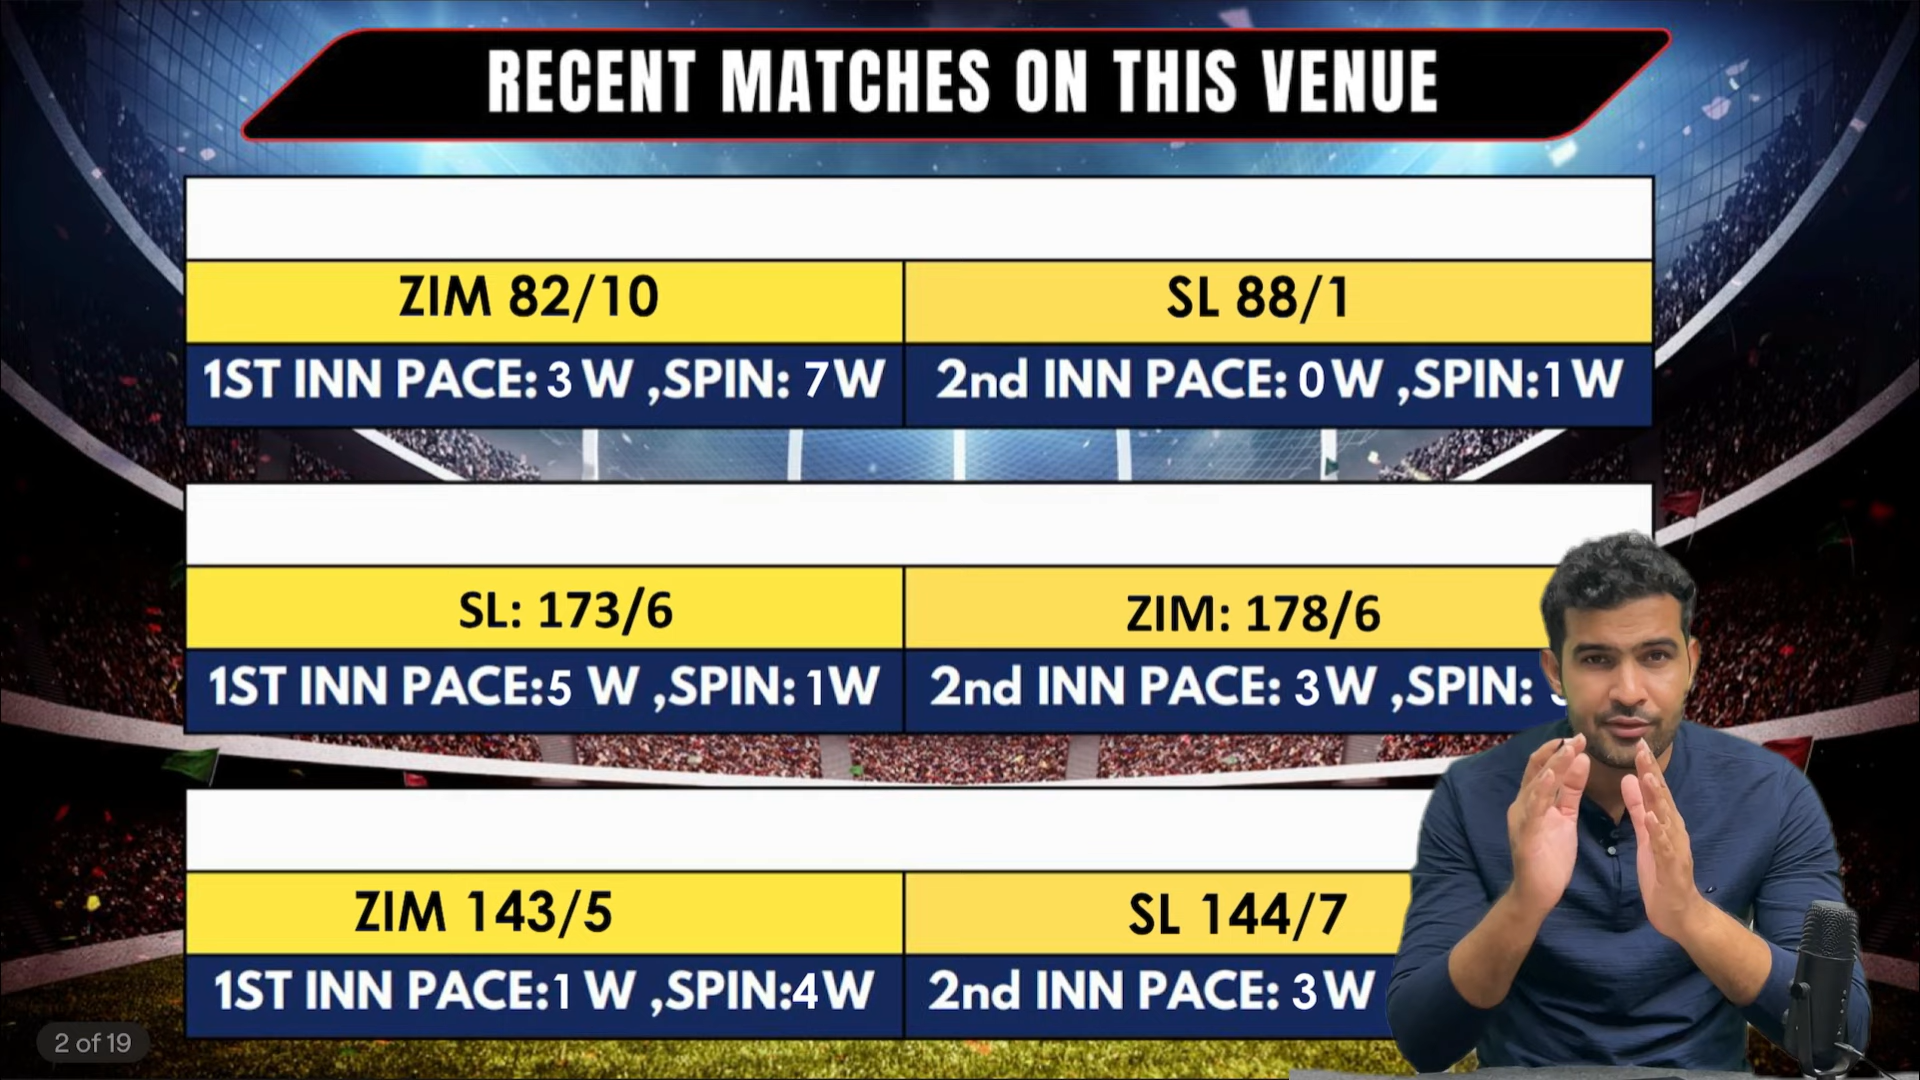 RECENT MATCHES ON THIS VENUE
ZIM 82/10
SL 88/1
1ST INN PACE: 3 W ,SPIN: 7W
2nd INN PACE: 0W ,SPIN:1W
SL: 173/6
ZIM: 178/6
1ST INN PACE:5 W ,SPIN:1W
2nd INN PACE: 3W ,SPIN:
ZIM 143/5
SL 144/7
1ST INN PACE:1 W ,SPIN:4W
2nd INN PACE: 3W
2 of 19